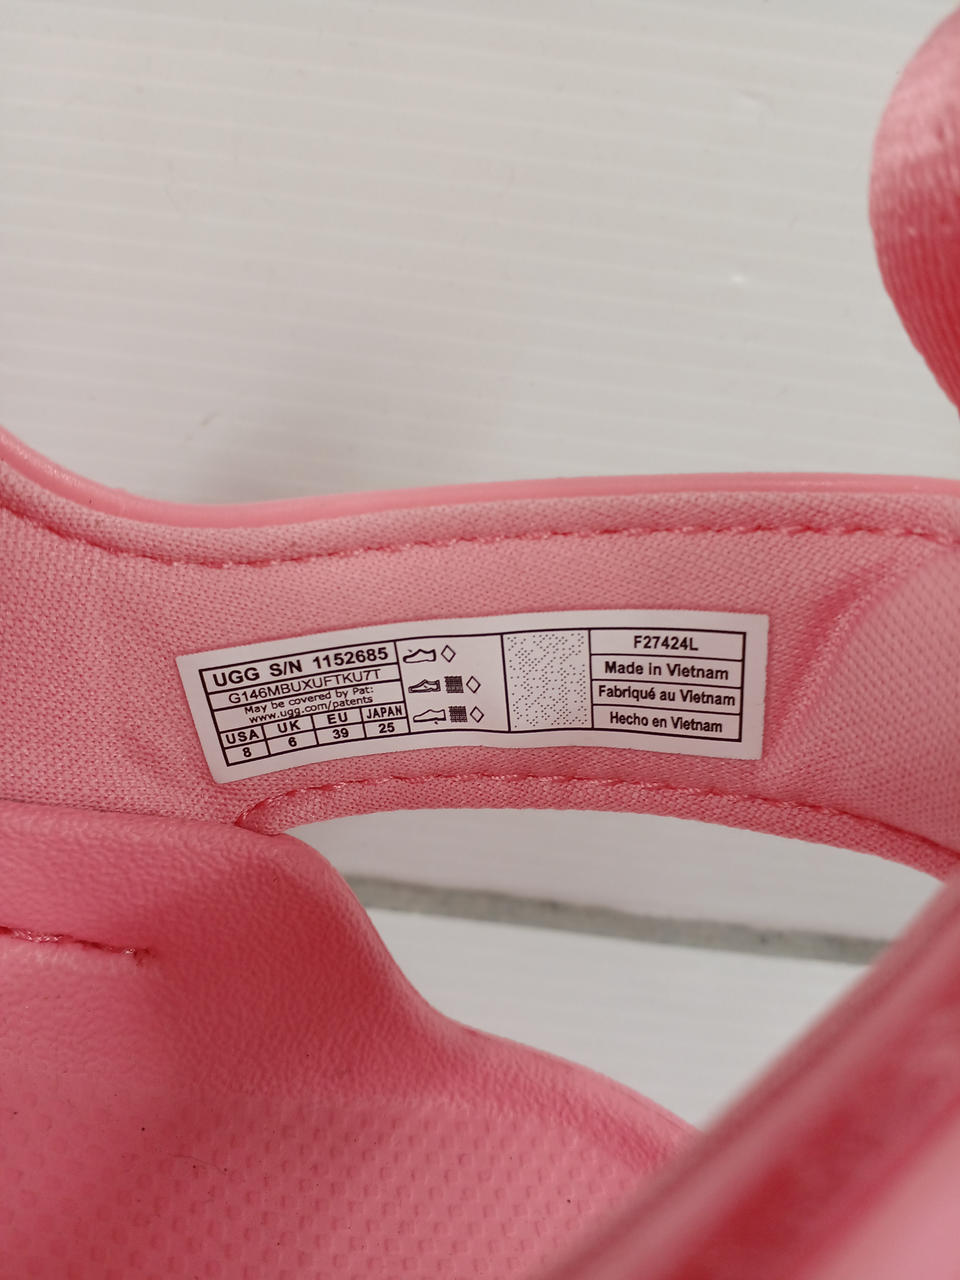 UGG S/N 1152685
G146MBUXUFTKU7T
May be covered by Pat:
www.ugg.com/patents
USA UK EU JAPAN
8 6 39 25
F27424L
Made in Vietnam
Fabriqué au Vietnam
Hecho en Vietnam